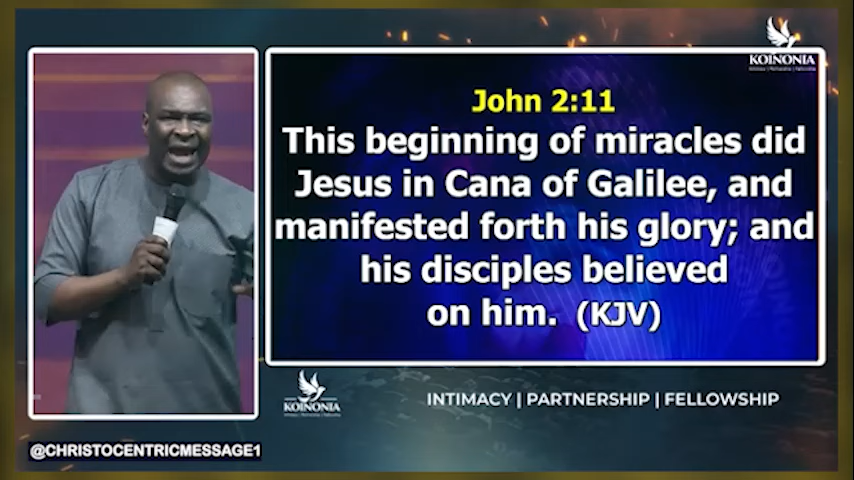 KOINONIA
John 2:11
This beginning of miracles did
Jesus in Cana of Galilee, and
manifested forth his glory; and
his disciples believed
on him. (KJV)
KOINONIA
INTIMACY | PARTNERSHIP | FELLOWSHIP
@CHRISTOCENTRICMESSAGE1